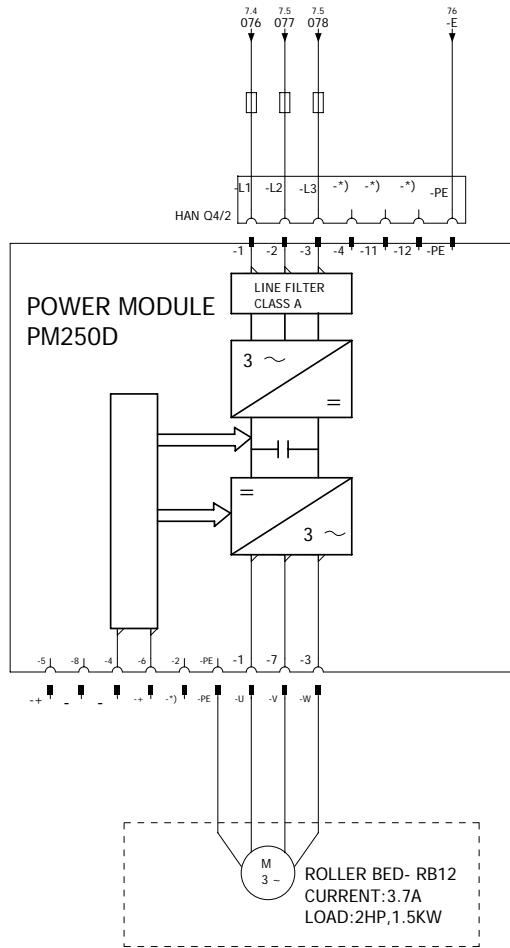 7.4 7.5 7.5 76
076 077 078 -E
-L1 -L2 -L3 -*) -*) -*) -PE
HAN Q4/2
-1 -2 -3 -4 -11 -12 -PE
LINE FILTER
CLASS A
POWER MODULE
PM250D
3 ~
=
=
3 ~
-5 -8 -4 -6 -2 -PE -1 -7 -3
-+ - - -+ -*) -PE -U -V -W
M
3 ~
ROLLER BED- RB12
CURRENT:3.7A
LOAD:2HP,1.5KW